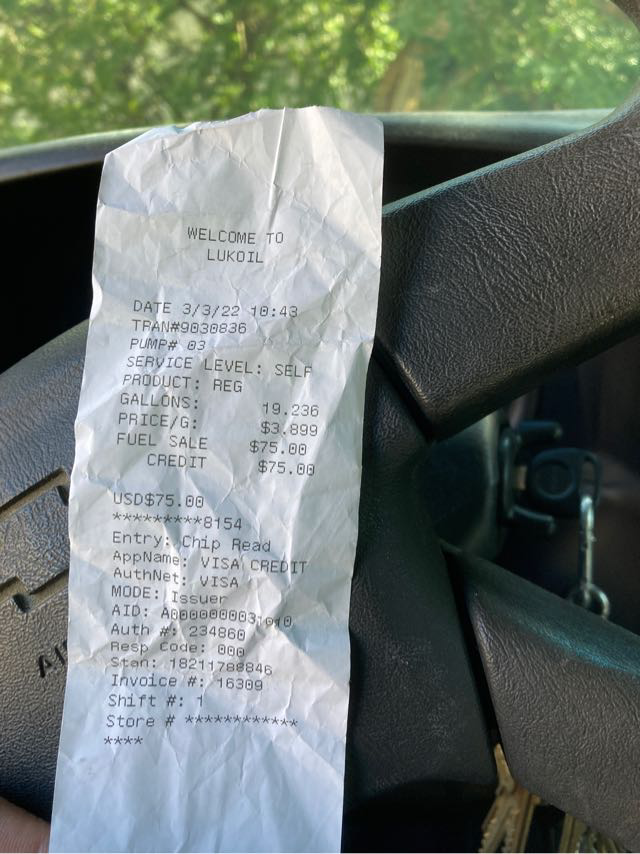 WELCOME TO
LUKOIL
DATE 3/3/22 10:43
TRAN#9030836
PUMP# 03
SERVICE LEVEL: SELF
PRODUCT: REG
GALLONS: 19.236
PRICE/G: $3.899
FUEL SALE $75.00
CREDIT $75.00
USD$75.00
*********8154
Entry: Chip Read
AppName: VISA CREDIT
AuthNet: VISA
MODE: Issuer
AID: A0000000031010
Auth #: 234860
Resp Code: 000
Stan: 18211788846
Invoice #: 16309
Shift #: 1
Store # ************
****
AI